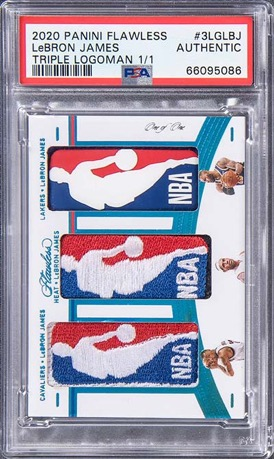 2020 PANINI FLAWLESS #3LGLBJ
LeBRON JAMES AUTHENTIC
TRIPLE LOGOMAN 1/1 PSA 66095086
One of One
LAKERS • LeBRON JAMES
NBA
Flawless
HEAT • LeBRON JAMES
NBA
CAVALIERS • LeBRON JAMES
NBA